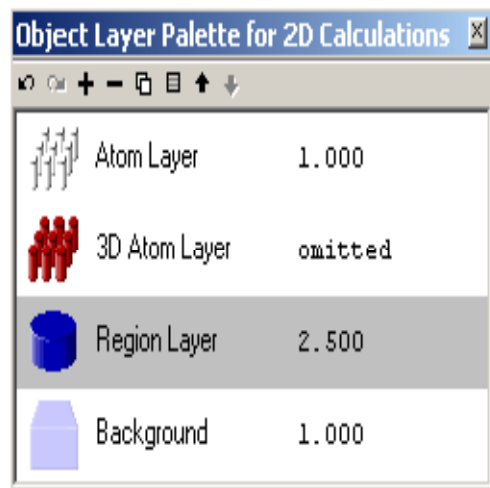 Object Layer Palette for 2D Calculations
Atom Layer 1.000
3D Atom Layer omitted
Region Layer 2.500
Background 1.000